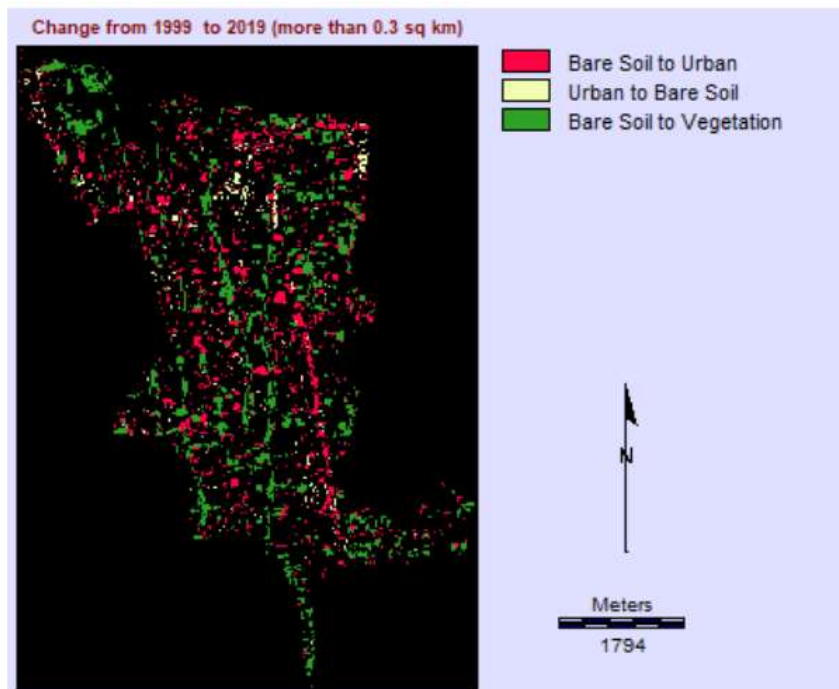 Change from 1999 to 2019 (more than 0.3 sq km)
Bare Soil to Urban
Urban to Bare Soil
Bare Soil to Vegetation
N
Meters
1794